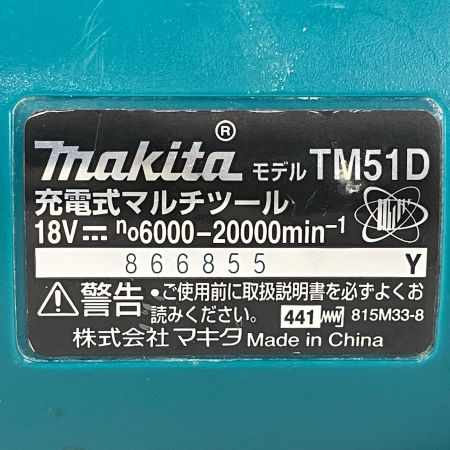 makita® モデル TM51D
充電式マルチツール
18V⎓ n₀6000−20000min⁻¹
866855 Y
⚠警告 •ご使用前に取扱説明書を必ずよくお
読みください。 441 815M33-8
株式会社 マキタ Made in China